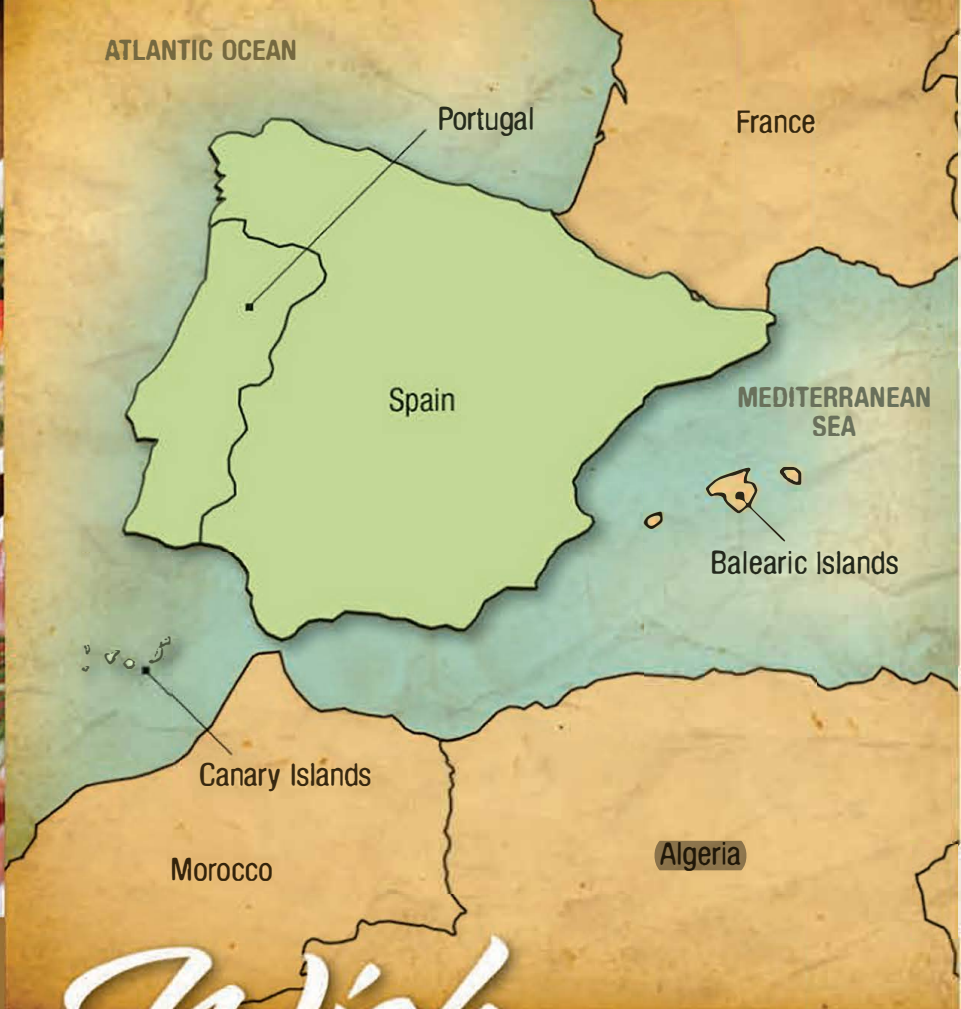 ATLANTIC OCEAN
Portugal
France
Spain
MEDITERRANEAN
SEA
Balearic Islands
Canary Islands
Morocco
Algeria